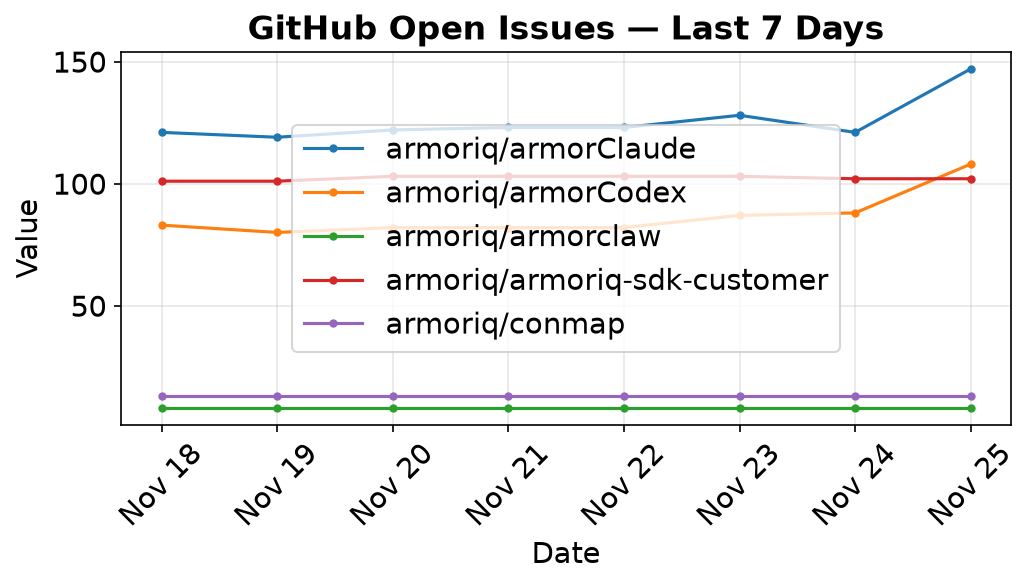 GitHub Open Issues — Last 7 Days
150
100
50
Value
armoriq/armorClaude
armoriq/armorCodex
armoriq/armorclaw
armoriq/armoriq-sdk-customer
armoriq/conmap
Nov 18
Nov 19
Nov 20
Nov 21
Nov 22
Nov 23
Nov 24
Nov 25
Date